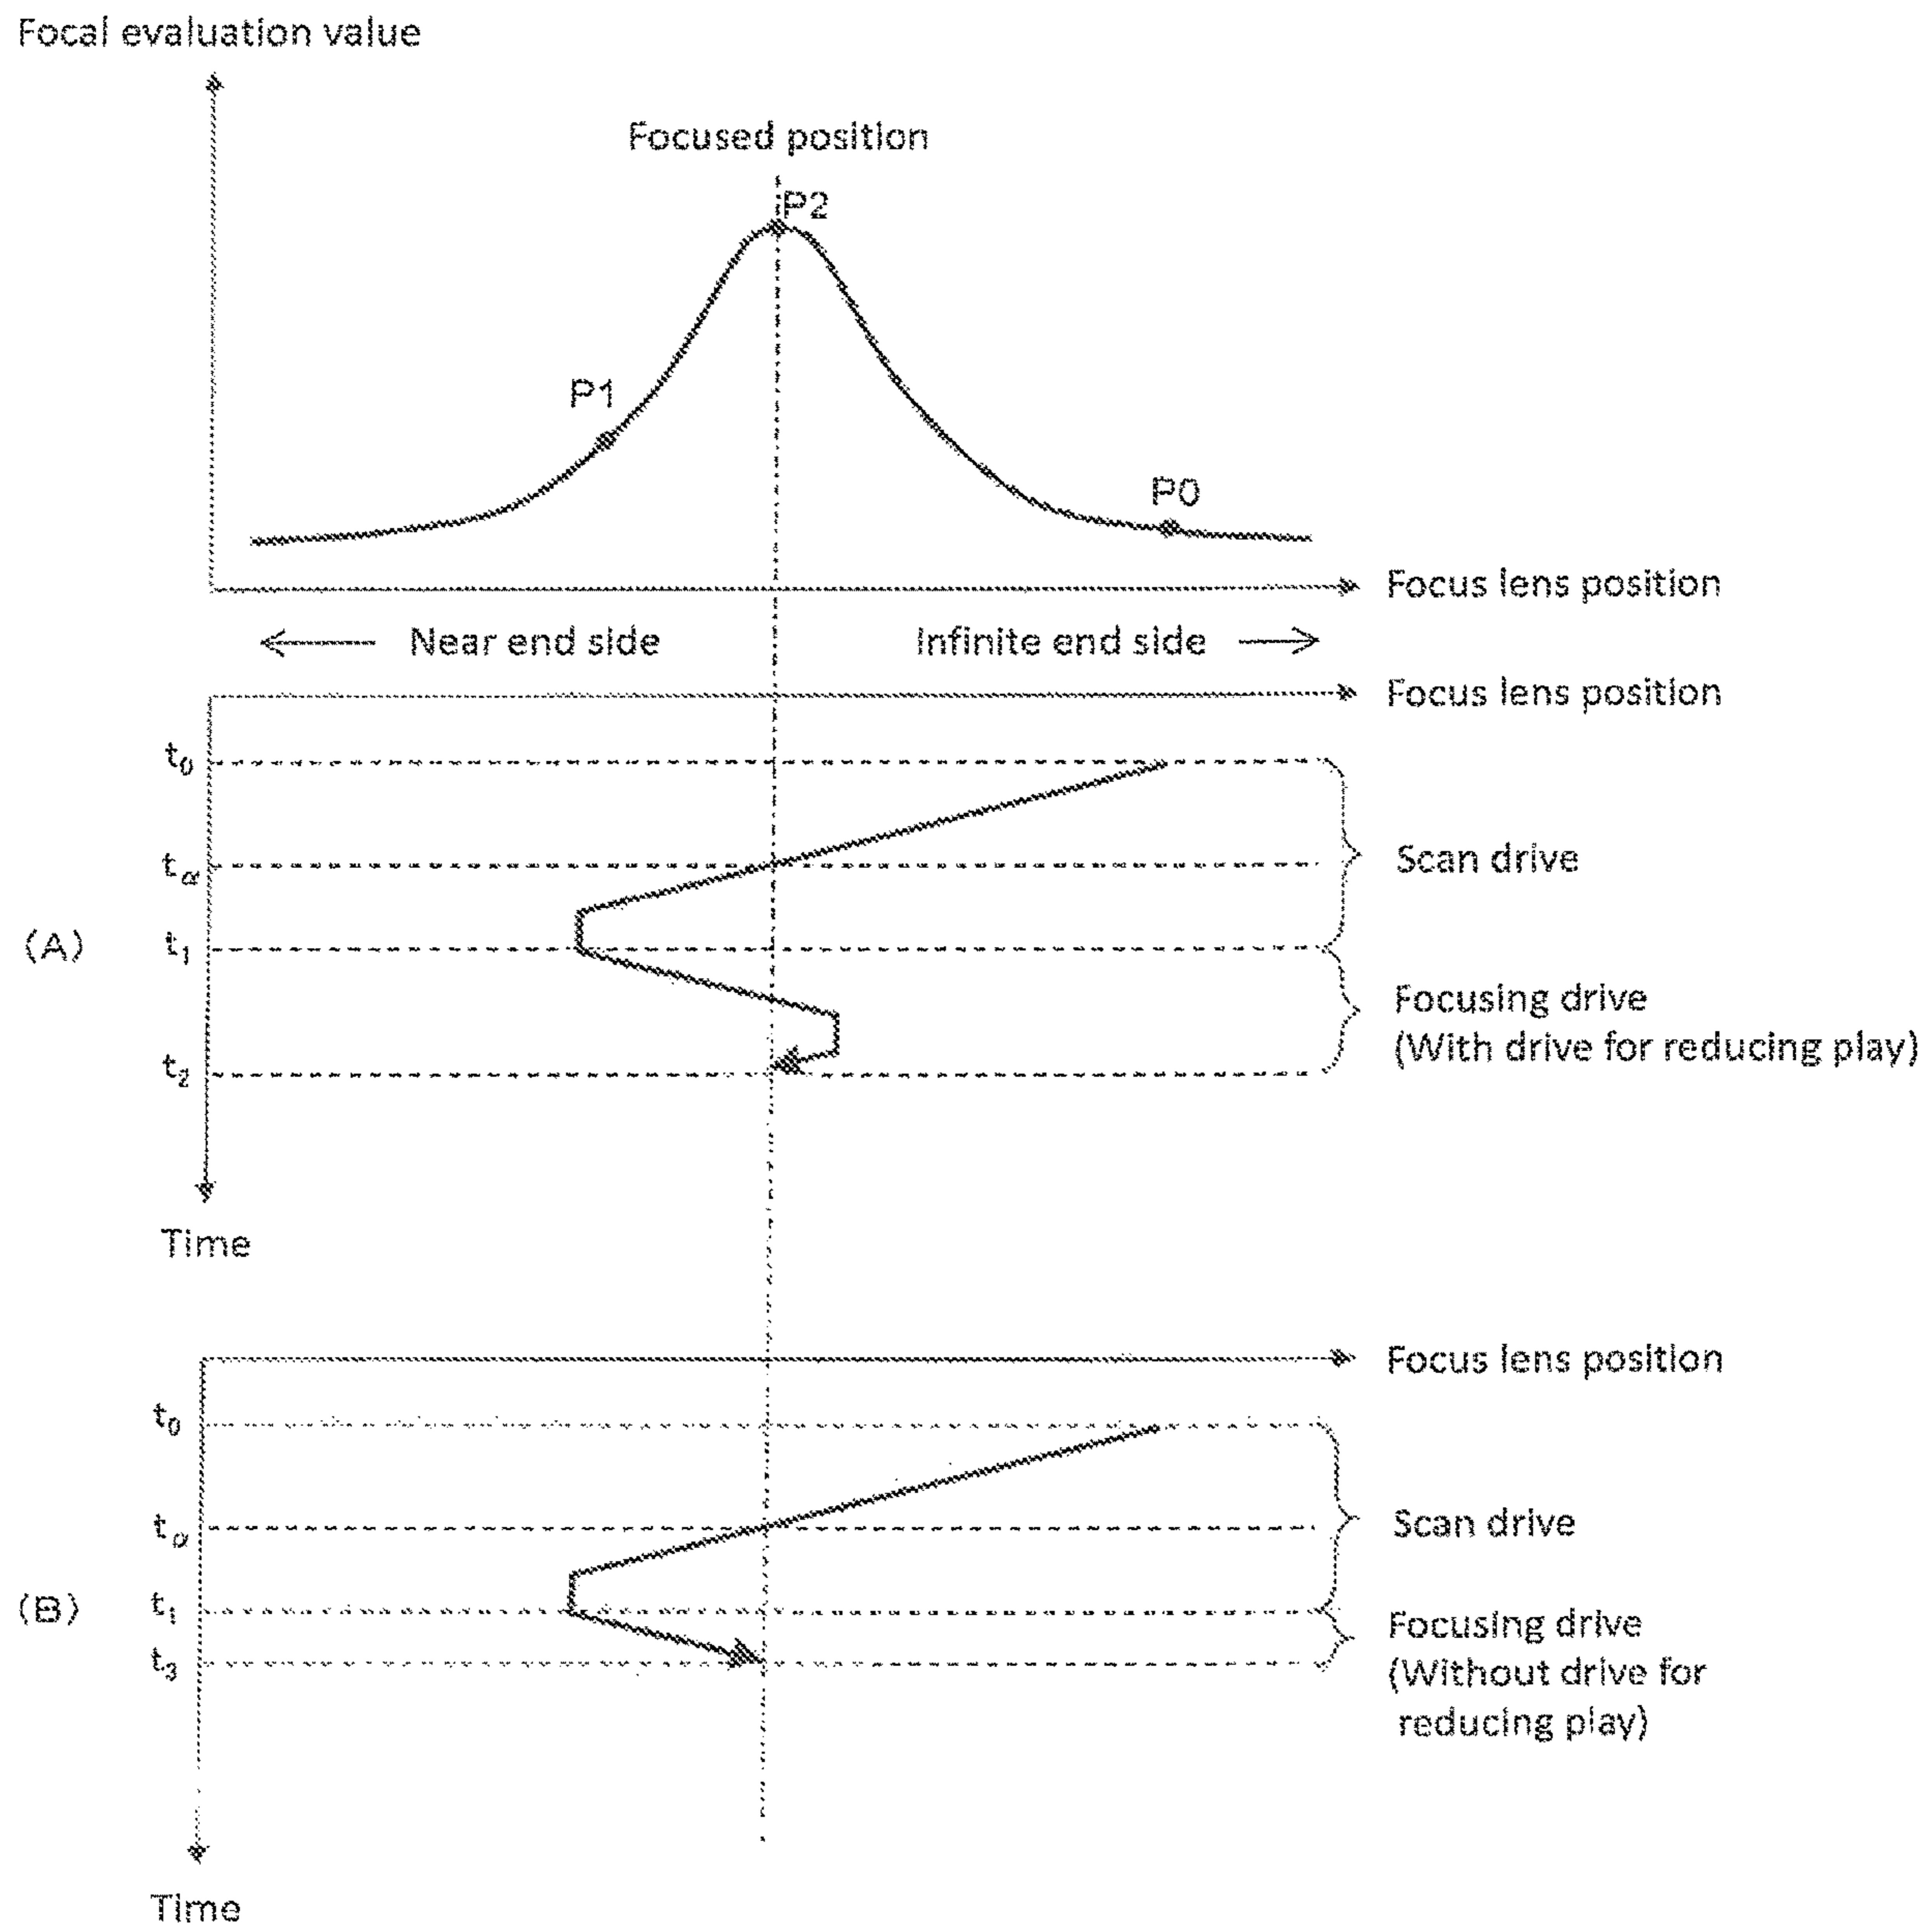 Focal evaluation value
Focused position
P2
P1
P0
Focus lens position
Near end side
Infinite end side
Focus lens position
t0
tα
Scan drive
(A)
t1
Focusing drive
(With drive for reducing play)
t2
Time
Focus lens position
t0
tα
Scan drive
(B)
t1
Focusing drive
t3
(Without drive for
reducing play)
Time